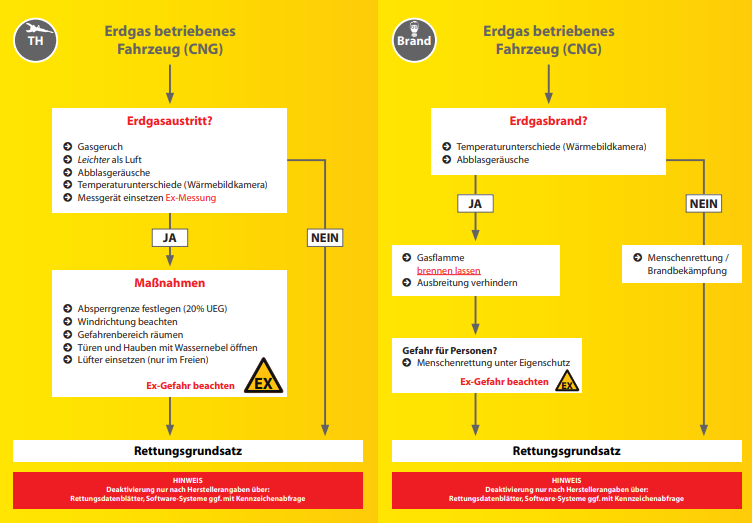 TH
Erdgas betriebenes
Fahrzeug (CNG)
Erdgasaustritt?
Gasgeruch
Leichter als Luft
Abblasgeräusche
Temperaturunterschiede (Wärmebildkamera)
Messgerät einsetzen Ex-Messung
JA
NEIN
Maßnahmen
Absperrgrenze festlegen (20% UEG)
Windrichtung beachten
Gefahrenbereich räumen
Türen und Hauben mit Wassernebel öffnen
Lüfter einsetzen (nur im Freien)
Ex-Gefahr beachten
EX
Rettungsgrundsatz
HINWEIS
Deaktivierung nur nach Herstellerangaben über:
Rettungsdatenblätter, Software-Systeme ggf. mit Kennzeichenabfrage
Brand
Erdgas betriebenes
Fahrzeug (CNG)
Erdgasbrand?
Temperaturunterschiede (Wärmebildkamera)
Abblasgeräusche
JA
NEIN
Gasflamme
brennen lassen
Ausbreitung verhindern
Menschenrettung /
Brandbekämpfung
Gefahr für Personen?
Menschenrettung unter Eigenschutz
Ex-Gefahr beachten
EX
Rettungsgrundsatz
HINWEIS
Deaktivierung nur nach Herstellerangaben über:
Rettungsdatenblätter, Software-Systeme ggf. mit Kennzeichenabfrage